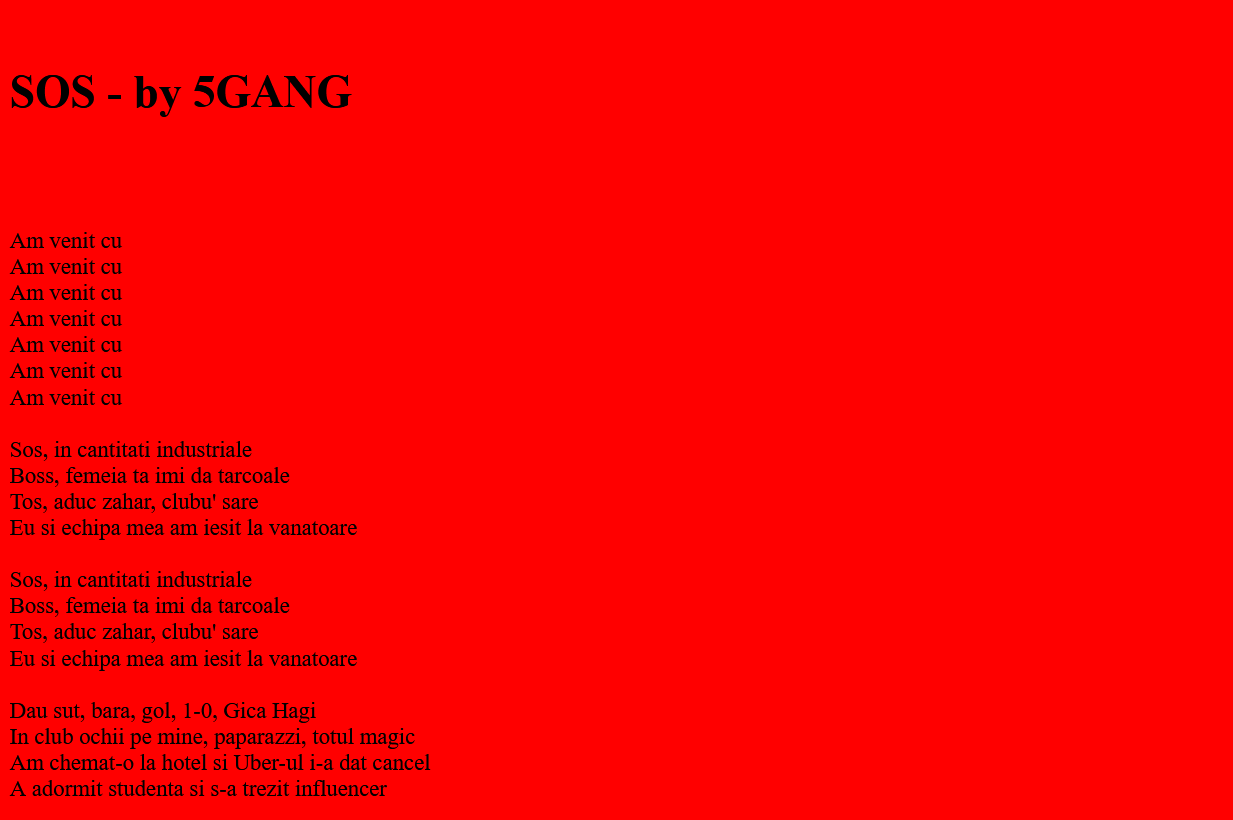 SOS - by 5GANG
Am venit cu
Am venit cu
Am venit cu
Am venit cu
Am venit cu
Am venit cu
Am venit cu
Sos, in cantitati industriale
Boss, femeia ta imi da tarcoale
Tos, aduc zahar, clubu' sare
Eu si echipa mea am iesit la vanatoare
Sos, in cantitati industriale
Boss, femeia ta imi da tarcoale
Tos, aduc zahar, clubu' sare
Eu si echipa mea am iesit la vanatoare
Dau sut, bara, gol, 1-0, Gica Hagi
In club ochii pe mine, paparazzi, totul magic
Am chemat-o la hotel si Uber-ul i-a dat cancel
A adormit studenta si s-a trezit influencer